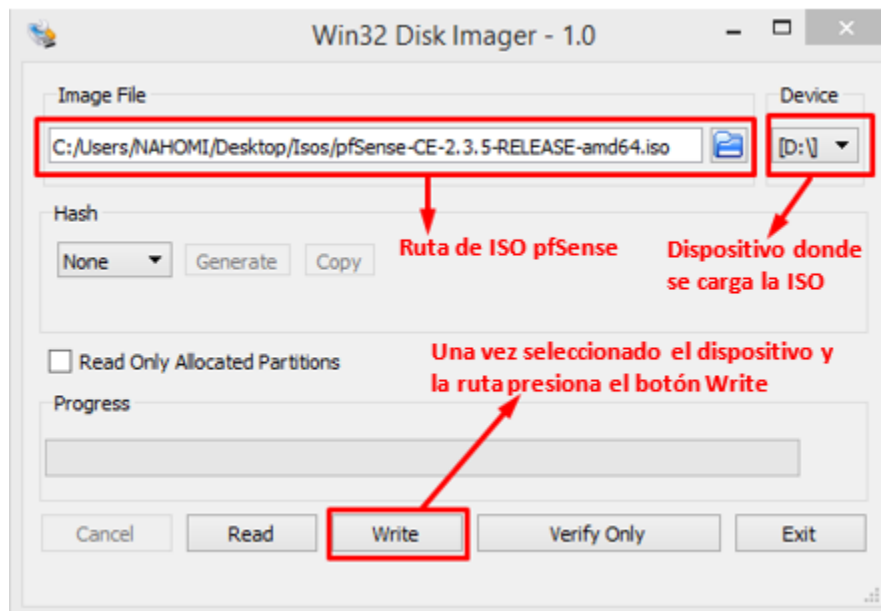 Win32 Disk Imager - 1.0
Image File
Device
C:/Users/NAHOMI/Desktop/Isos/pfSense-CE-2.3.5-RELEASE-amd64.iso
[D:\]
Hash
None
Generate
Copy
Ruta de ISO pfSense
Dispositivo donde
se carga la ISO
Read Only Allocated Partitions
Una vez seleccionado el dispositivo y
la ruta presiona el botón Write
Progress
Cancel
Read
Write
Verify Only
Exit